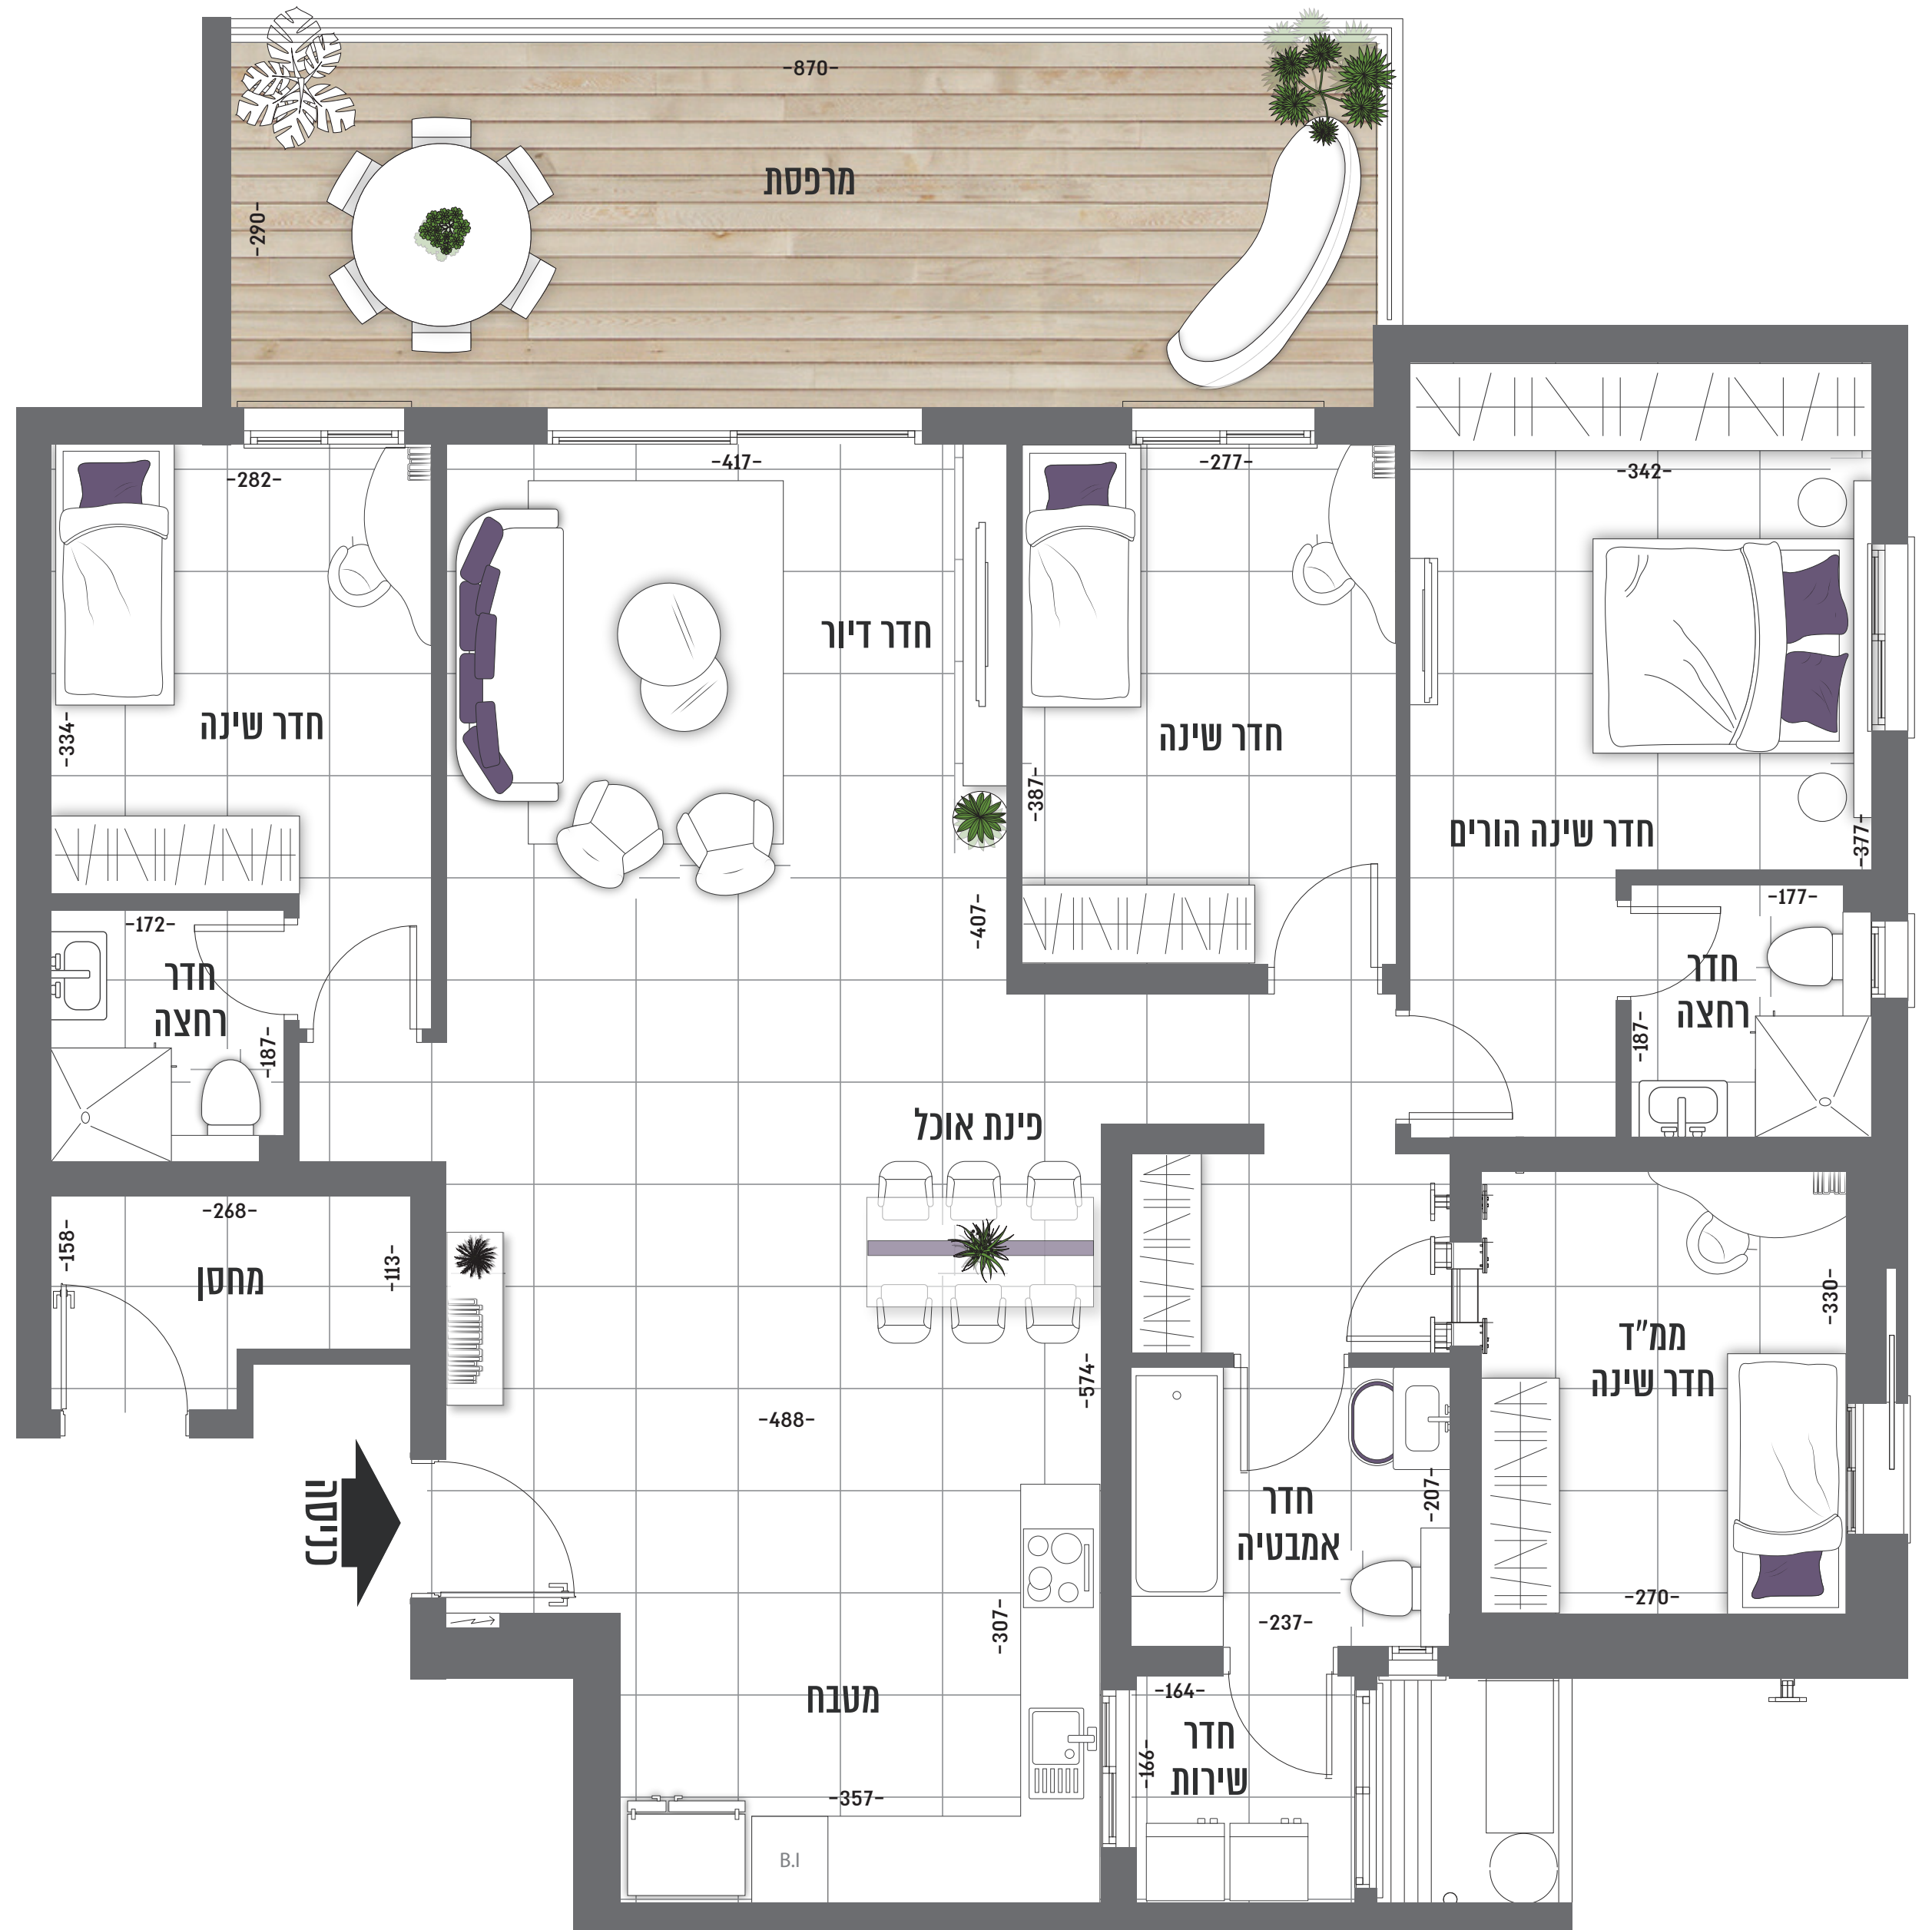 -870-
מרפסת
-290-
-282-
-417-
-277-
-342-
חדר דיור
חדר שינה
-334-
חדר שינה
-387-
חדר שינה הורים
-377-
-172-
חדר
רחצה
-187-
-407-
-177-
חדר
רחצה
-187-
פינת אוכל
-268-
-158-
-113-
מחסן
-330-
ממ"ד
חדר שינה
-574-
-488-
כניסה
-207-
חדר
אמבטיה
-237-
-270-
-307-
מטבח
-164-
חדר
שירות
-166-
-357-
B.I